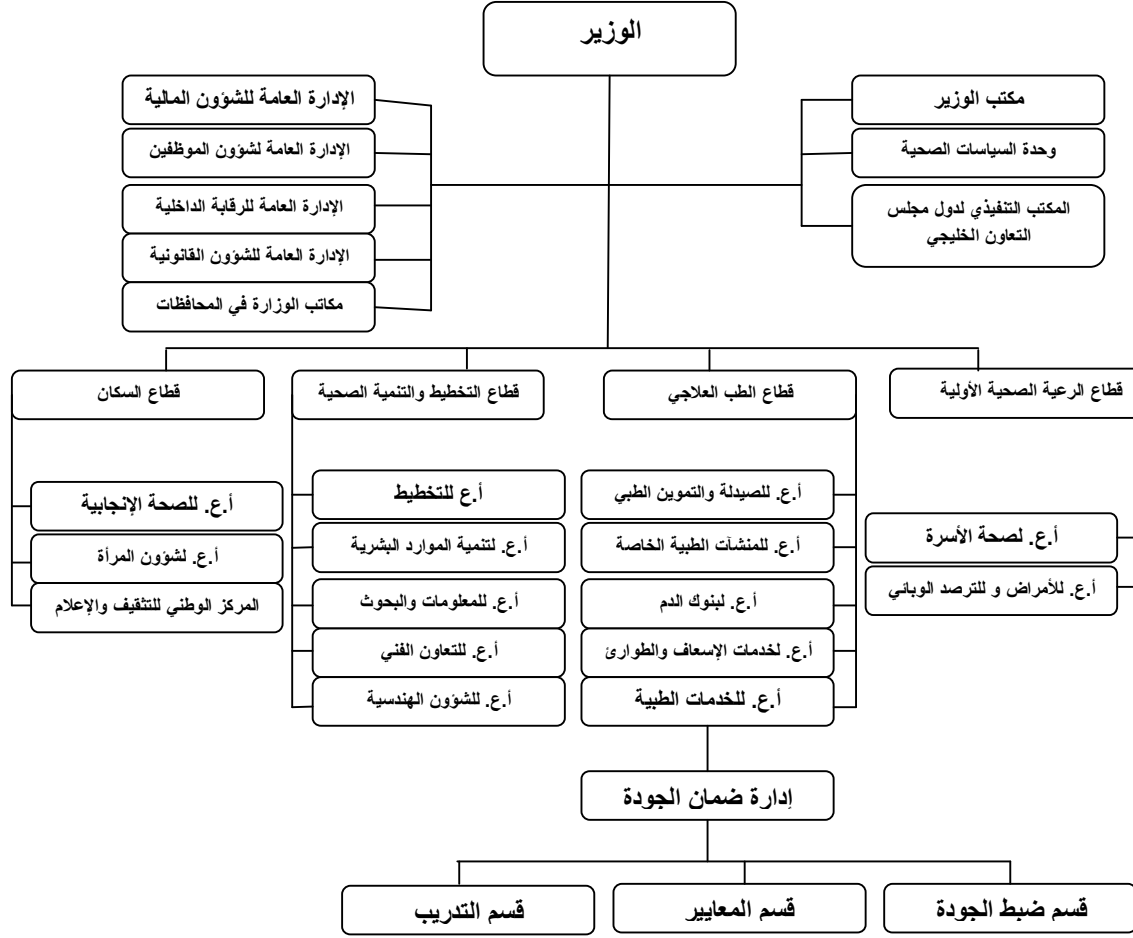 الوزير
مكتب الوزير
وحدة السياسات الصحية
المكتب التنفيذي لدول مجلس
التعاون الخليجي
الإدارة العامة للشؤون المالية
الإدارة العامة لشؤون الموظفين
الإدارة العامة للرقابة الداخلية
الإدارة العامة للشؤون القانونية
مكاتب الوزارة في المحافظات
قطاع الرعية الصحية الأولية
قطاع الطب العلاجي
قطاع التخطيط والتنمية الصحية
قطاع السكان
أ.ع. لصحة الأسرة
أ.ع. للأمراض و للترصد الوبائي
أ.ع. للصيدلة والتموين الطبي
أ.ع. للمنشآت الطبية الخاصة
أ.ع. لبنوك الدم
أ.ع. لخدمات الإسعاف والطوارئ
أ.ع. للخدمات الطبية
أ.ع للتخطيط
أ.ع. لتنمية الموارد البشرية
أ.ع. للمعلومات والبحوث
أ.ع. للتعاون الفني
أ.ع. للشؤون الهندسية
أ.ع. للصحة الإنجابية
أ.ع. لشؤون المرأة
المركز الوطني للتثقيف والإعلام
إدارة ضمان الجودة
قسم ضبط الجودة
قسم المعايير
قسم التدريب